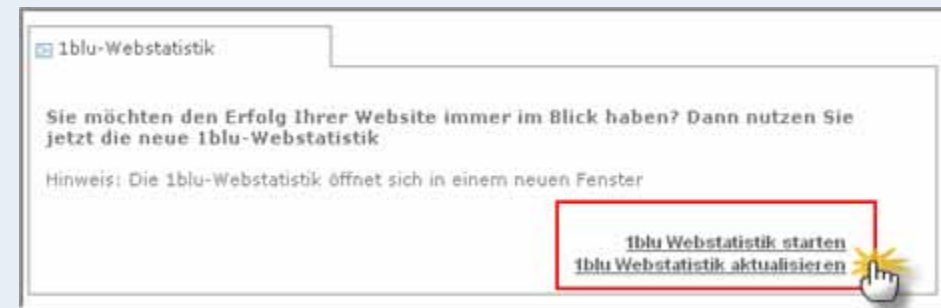 1blu-Webstatistik
Sie möchten den Erfolg Ihrer Website immer im Blick haben? Dann nutzen Sie
jetzt die neue 1blu-Webstatistik
Hinweis: Die 1blu-Webstatistik öffnet sich in einem neuen Fenster
1blu Webstatistik starten
1blu Webstatistik aktualisieren